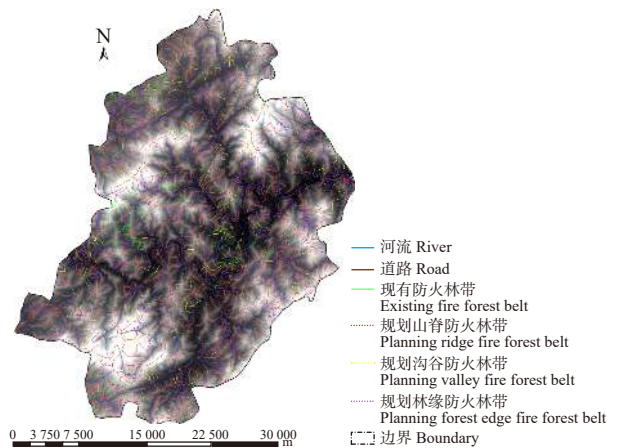 N
河流 River
道路 Road
现有防火林带
Existing fire forest belt
规划山脊防火林带
Planning ridge fire forest belt
规划沟谷防火林带
Planning valley fire forest belt
规划林缘防火林带
Planning forest edge fire forest belt
边界 Boundary
0 3 750 7 500 15 000 22 500 30 000
m